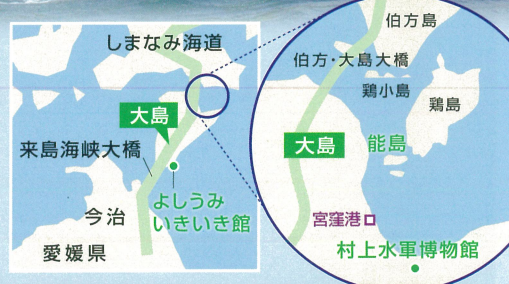 しまなみ海道
大島
来島海峡大橋
よしうみ
いきいき館
今治
愛媛県
伯方島
伯方・大島大橋
鶏小島
鶏島
大島
能島
宮窪港
村上水軍博物館